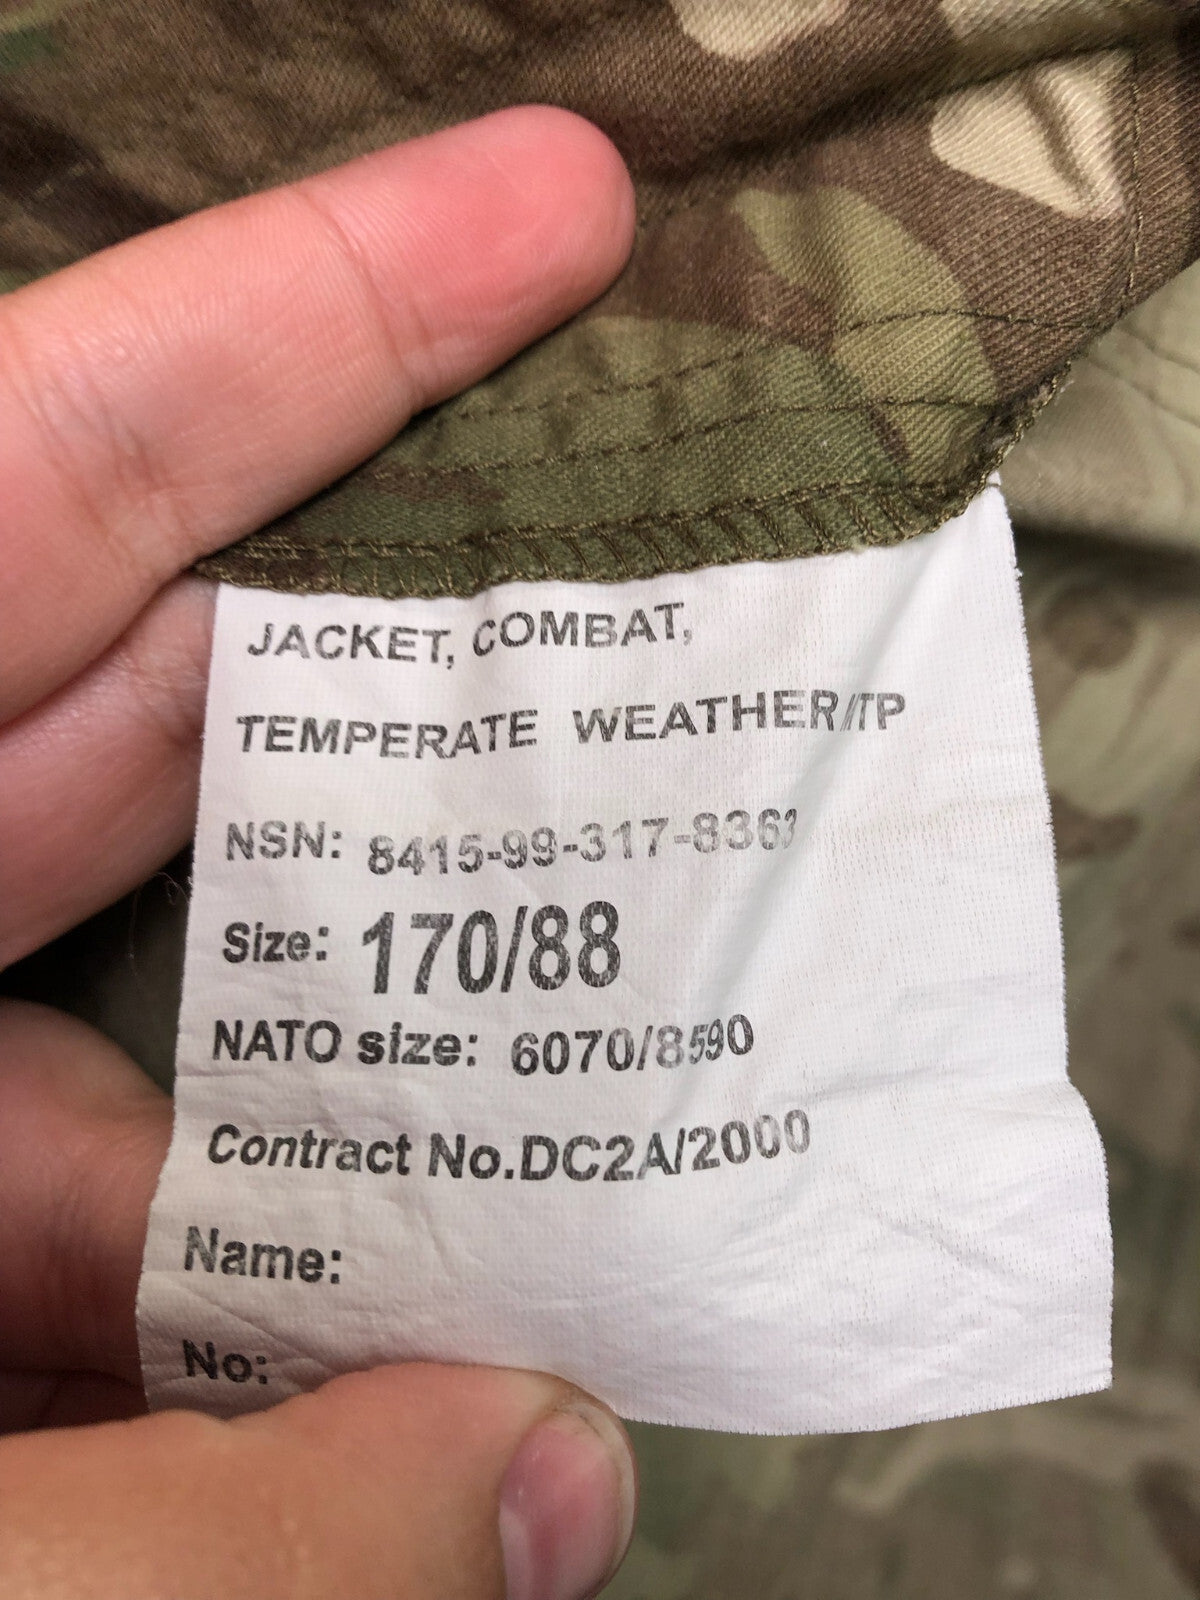 JACKET, COMBAT,
TEMPERATE WEATHER/TP
NSN:
Size: 170/88
NATO size: 6070/8590
Contract No.DC2A/2000
Name:
No: